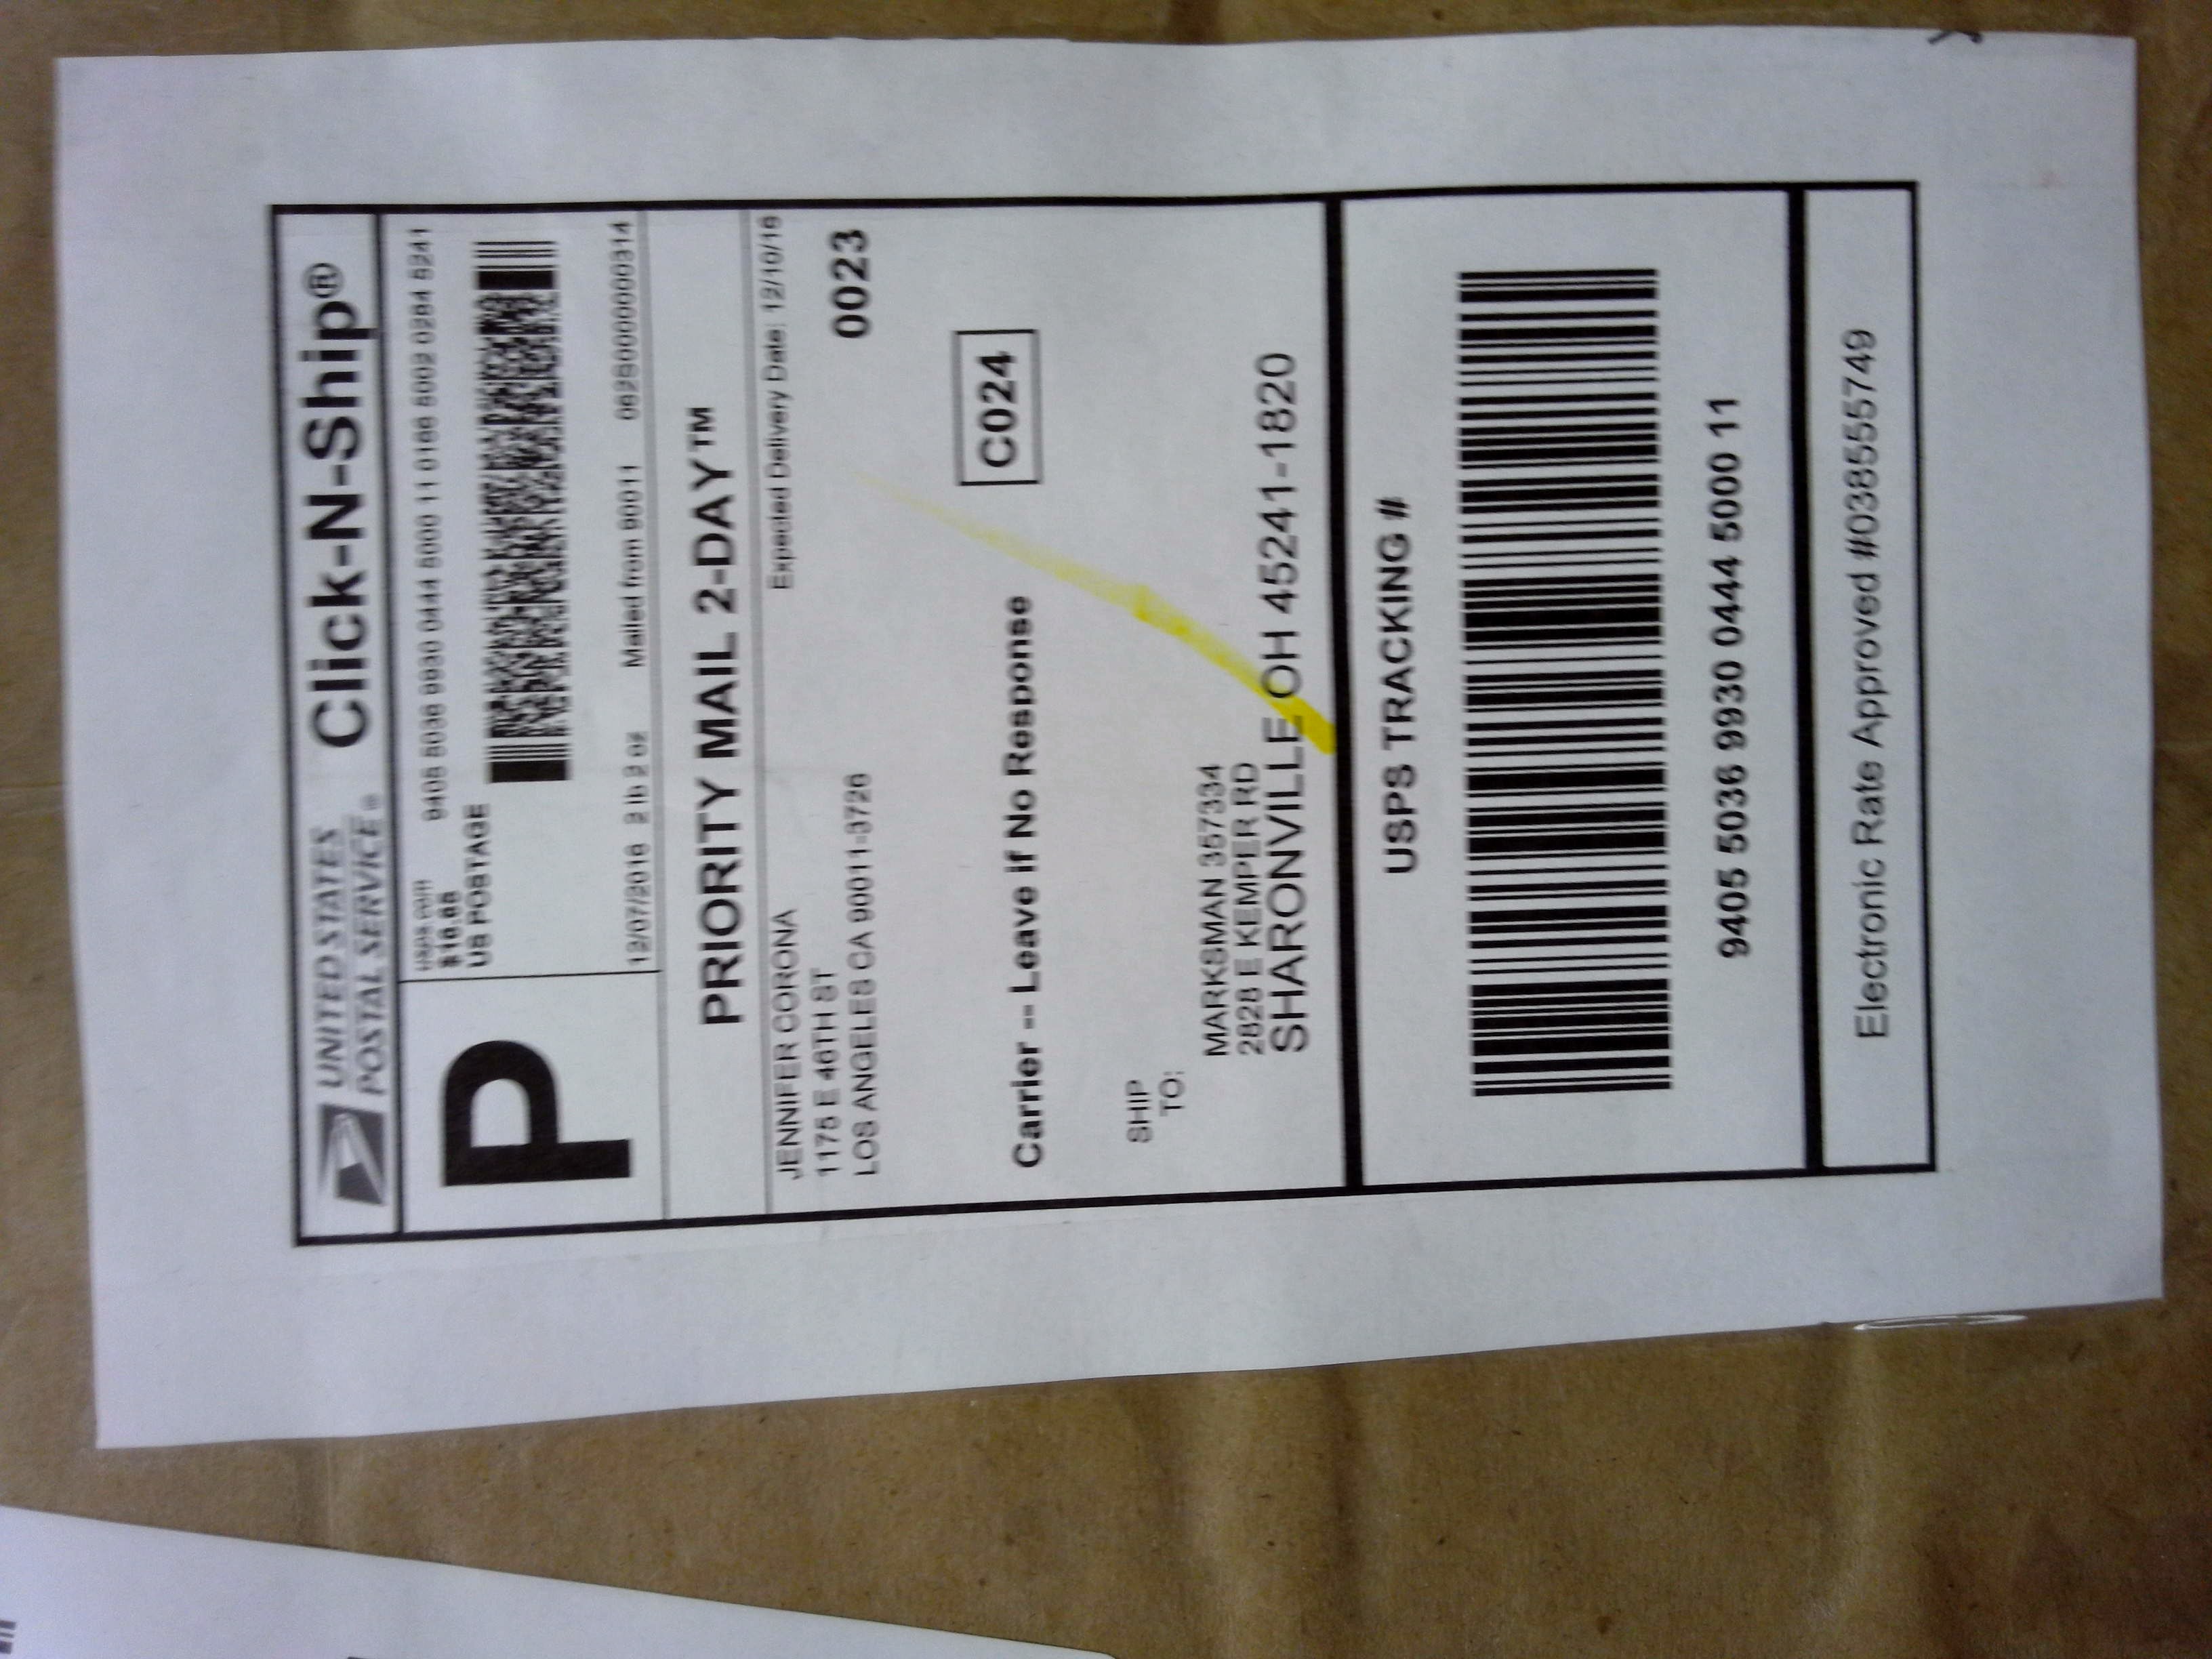 UNITED STATES
POSTAL SERVICE®
Click-N-Ship®
P
usps.com
US POSTAGE
9405 5036 9930 0444 5000 11 0166 5002 0284 5241
12/07/2016 2 lb 2 oz Mailed from 90011 062S0000000314
PRIORITY MAIL 2-DAY™
JENNIFER CORONA
1175 E 46TH ST
LOS ANGELES CA 90011-3726
Expected Delivery Date: 12/10/16
0023
Carrier -- Leave if No Response
C024
SHIP
TO:
MARKSMAN 357334
2828 E KEMPER RD
SHARONVILLE OH 45241-1820
USPS TRACKING #
9405 5036 9930 0444 5000 11
Electronic Rate Approved #038555749